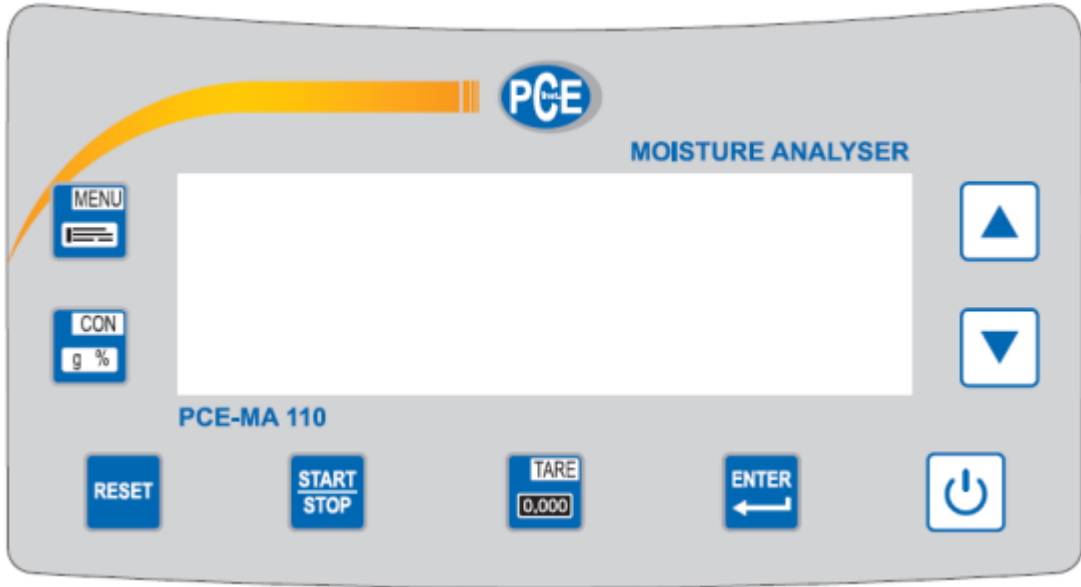 PCE
MOISTURE ANALYSER
MENU
CON
g %
PCE-MA 110
RESET
START
STOP
TARE
0,000
ENTER